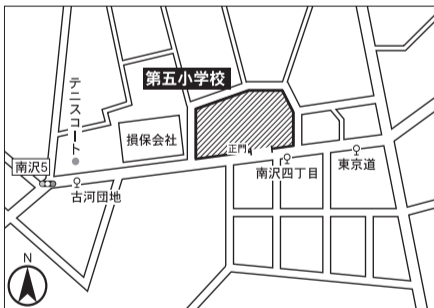 第五小学校
テニスコート
損保会社
正門
南沢5
南沢四丁目
東京道
古河団地
N